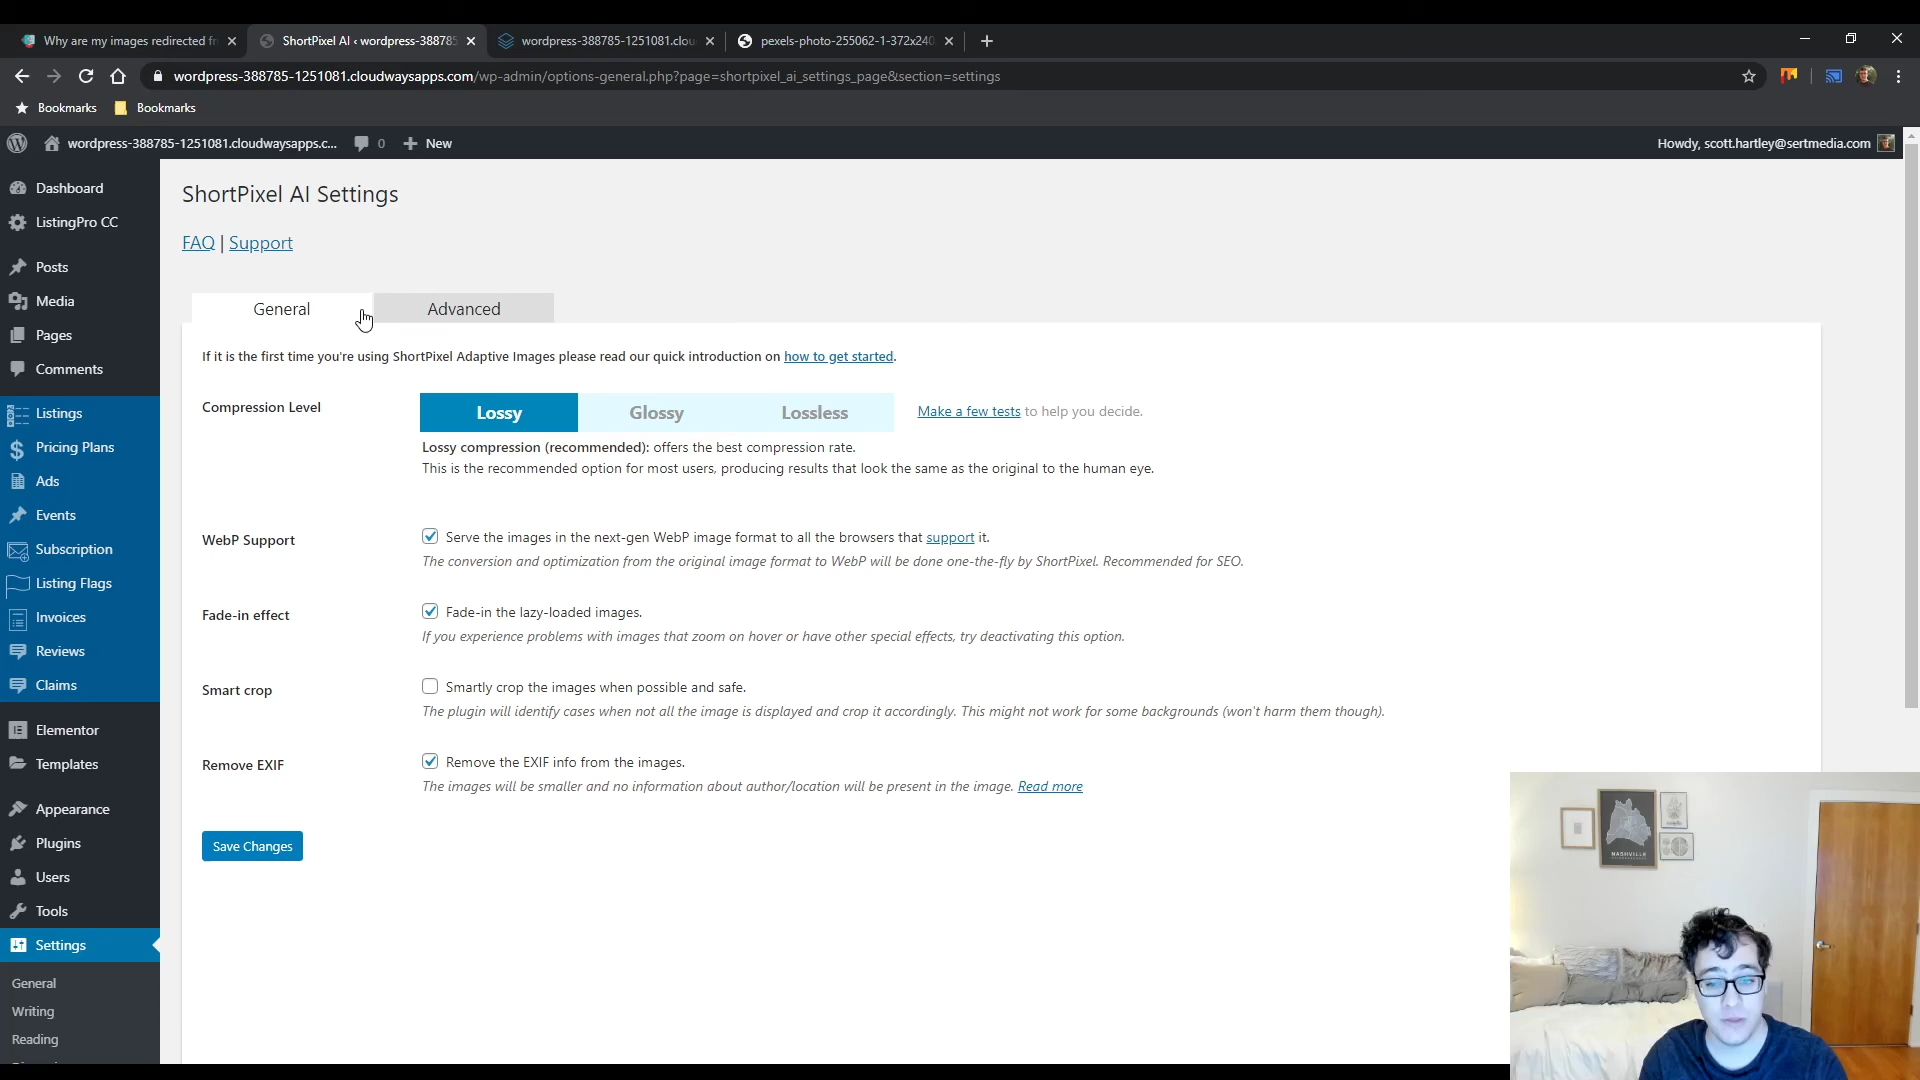 Why are my images redirected fr
ShortPixel AI ‹ wordpress-388785
wordpress-388785-1251081.clou
pexels-photo-255062-1-372x240
wordpress-388785-1251081.cloudwaysapps.com/wp-admin/options-general.php?page=shortpixel_ai_settings_page&section=settings
Bookmarks
Bookmarks
wordpress-388785-1251081.cloudwaysapps.c...
0
New
Howdy, scott.hartley@sertmedia.com
Dashboard
ListingPro CC
Posts
Media
Pages
Comments
Listings
Pricing Plans
Ads
Events
Subscription
Listing Flags
Invoices
Reviews
Claims
Elementor
Templates
Appearance
Plugins
Users
Tools
Settings
General
Writing
Reading
ShortPixel AI Settings
FAQ | Support
General
Advanced
If it is the first time you're using ShortPixel Adaptive Images please read our quick introduction on how to get started.
Compression Level
Lossy
Glossy
Lossless
Make a few tests to help you decide.
Lossy compression (recommended): offers the best compression rate.
This is the recommended option for most users, producing results that look the same as the original to the human eye.
WebP Support
Serve the images in the next-gen WebP image format to all the browsers that support it.
The conversion and optimization from the original image format to WebP will be done one-the-fly by ShortPixel. Recommended for SEO.
Fade-in effect
Fade-in the lazy-loaded images.
If you experience problems with images that zoom on hover or have other special effects, try deactivating this option.
Smart crop
Smartly crop the images when possible and safe.
The plugin will identify cases when not all the image is displayed and crop it accordingly. This might not work for some backgrounds (won't harm them though).
Remove EXIF
Remove the EXIF info from the images.
The images will be smaller and no information about author/location will be present in the image. Read more
Save Changes
NASHVILLE